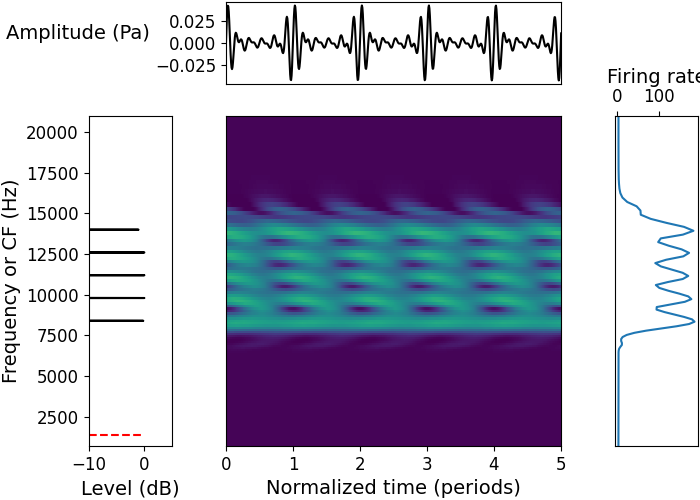 Amplitude (Pa)
0.025
0.000
−0.025
Firing rate
0 100
Frequency or CF (Hz)
20000
17500
15000
12500
10000
7500
5000
2500
−10 0
Level (dB)
0 1 2 3 4 5
Normalized time (periods)